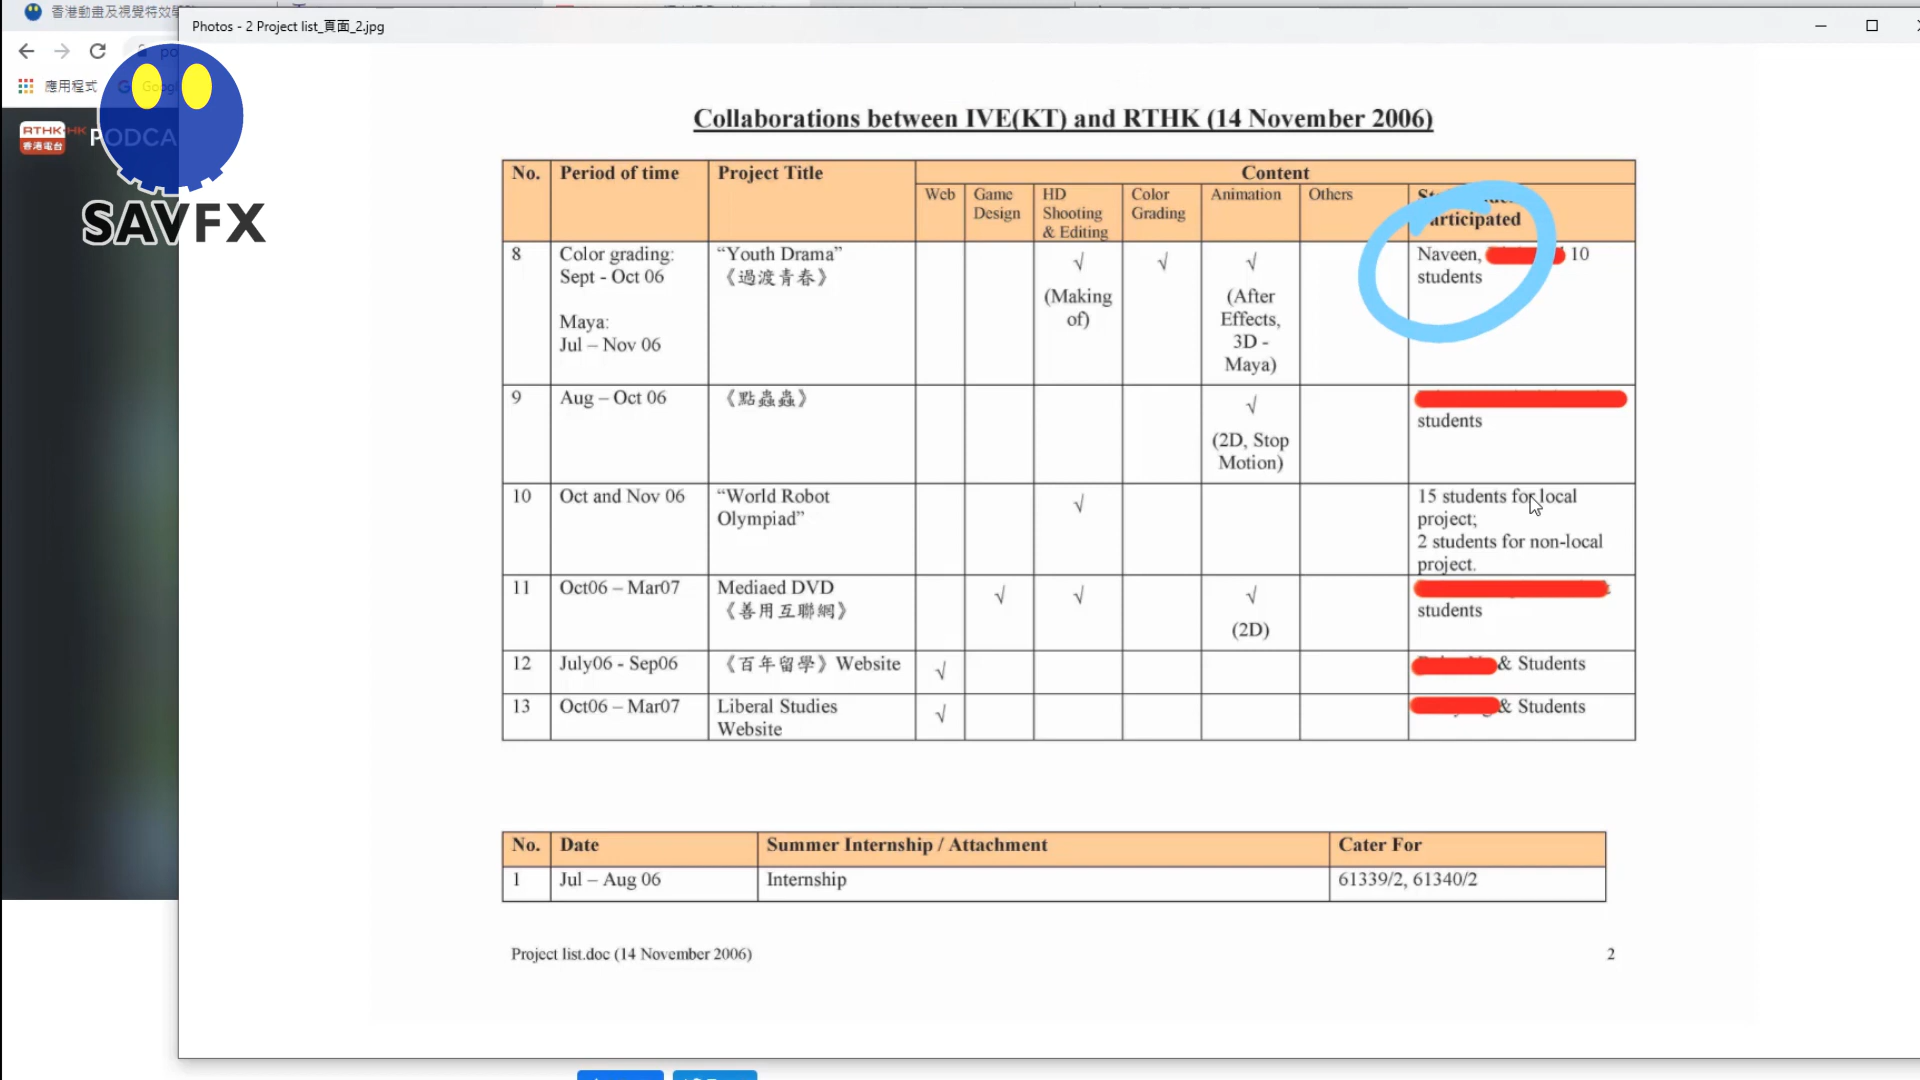 香港動畫及視覺特效學
Photos - 2 Project list_頁面_2.jpg
應用程式
RTHK HK
香港電台
PODCA
SAVFX
Collaborations between IVE(KT) and RTHK (14 November 2006)
No. Period of time Project Title Content
Web Game Design HD Shooting & Editing Color Grading Animation Others Participated
8 Color grading: “Youth Drama” √ √ √ Naveen, 10
Sept - Oct 06 《過渡青春》 (Making of) (After Effects, 3D - Maya) students
Maya:
Jul – Nov 06
9 Aug – Oct 06 《點蟲蟲》 √ students
(2D, Stop Motion)
10 Oct and Nov 06 “World Robot √ 15 students for local
Olympiad” project;
2 students for non-local
project.
11 Oct06 – Mar07 Mediaed DVD √ √ √
《善用互聯網》 (2D) students
12 July06 - Sep06 《百年留學》Website √ & Students
13 Oct06 – Mar07 Liberal Studies √ & Students
Website
No. Date Summer Internship / Attachment Cater For
1 Jul – Aug 06 Internship 61339/2, 61340/2
Project list.doc (14 November 2006) 2